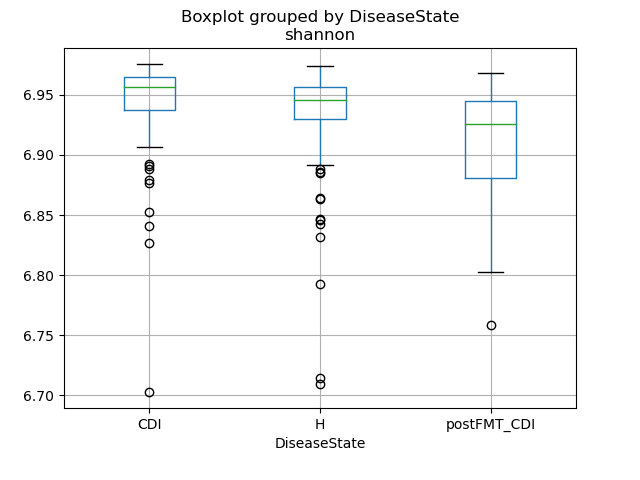 Boxplot grouped by DiseaseState
shannon
6.95
6.90
6.85
6.80
6.75
6.70
CDI H postFMT_CDI
DiseaseState